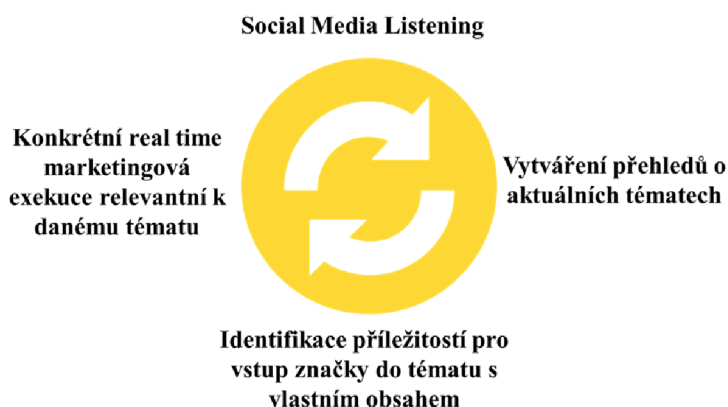 Social Media Listening
Konkrétní real time
marketingová
exekuce relevantní k
danému tématu
Vytváření přehledů o
aktuálních tématech
Identifikace příležitostí pro
vstup značky do tématu s
vlastním obsahem